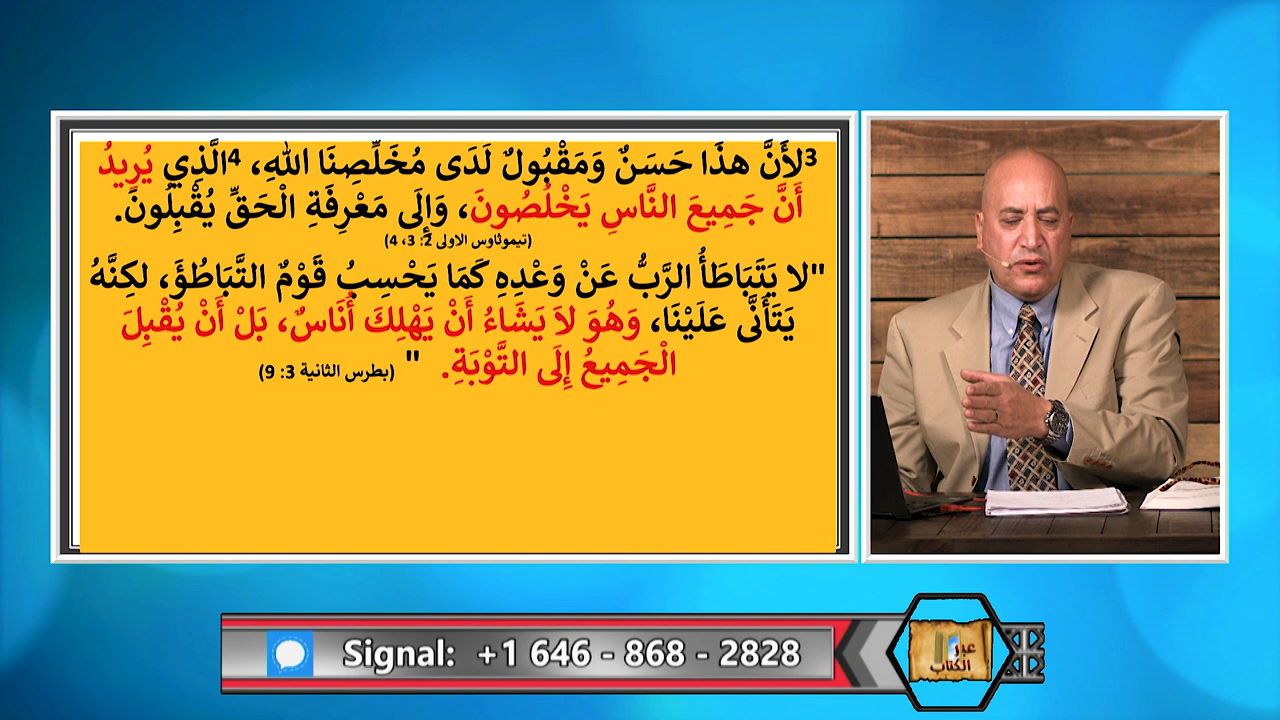 3لأَنَّ هذَا حَسَنٌ وَمَقْبُولٌ لَدَى مُخَلِّصِنَا اللهِ، 4الَّذِي يُرِيدُ
أَنَّ جَمِيعَ النَّاسِ يَخْلُصُونَ، وَإِلَى مَعْرِفَةِ الْحَقِّ يُقْبِلُونَ.
(تيموثاوس الاولى 2: 3، 4)
"لا يَتَبَاطَأُ الرَّبُّ عَنْ وَعْدِهِ كَمَا يَحْسِبُ قَوْمٌ التَّبَاطُؤَ، لكِنَّهُ
يَتَأَنَّى عَلَيْنَا، وَهُوَ لاَ يَشَاءُ أَنْ يَهْلِكَ أُنَاسٌ، بَلْ أَنْ يُقْبِلَ
الْجَمِيعُ إِلَى التَّوْبَةِ. " (بطرس الثانية 3: 9)
Signal: +1 646 - 868 - 2828
عبر
الكتاب